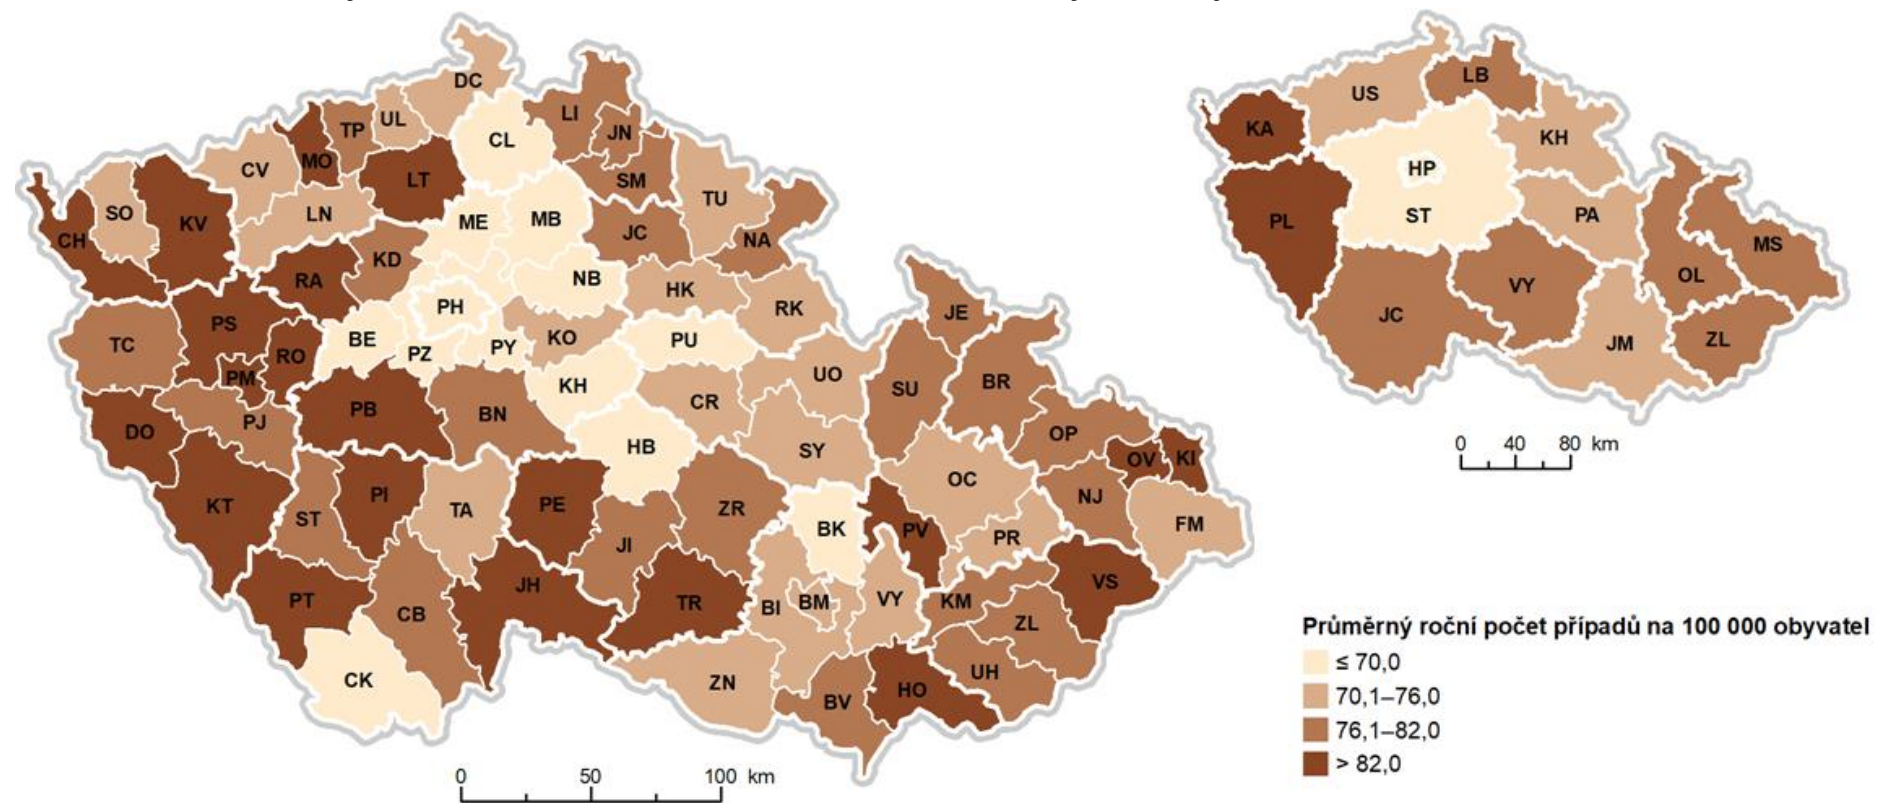 DC
CL
LI
JN
SM
TU
UL
TP
MO
CV
LT
LN
SO
KV
CH
ME
MB
JC
NA
KD
RA
NB
HK
RK
PH
PS
TC
RO
PM
BE
PZ
PY
KO
PU
KH
UO
CR
JE
SU
BR
DO
PJ
PB
BN
HB
SY
OP
OV
KI
KT
ST
PI
TA
PE
ZR
JI
BK
OC
PV
PR
NJ
FM
PT
CB
JH
TR
BI
BM
VY
KM
VS
ZL
CK
ZN
BV
HO
UH
0 50 100 km
KA
US
LB
KH
HP
ST
PL
PA
MS
OL
VY
JC
JM
ZL
0 40 80 km
Průměrný roční počet případů na 100 000 obyvatel
≤ 70,0
70,1–76,0
76,1–82,0
> 82,0